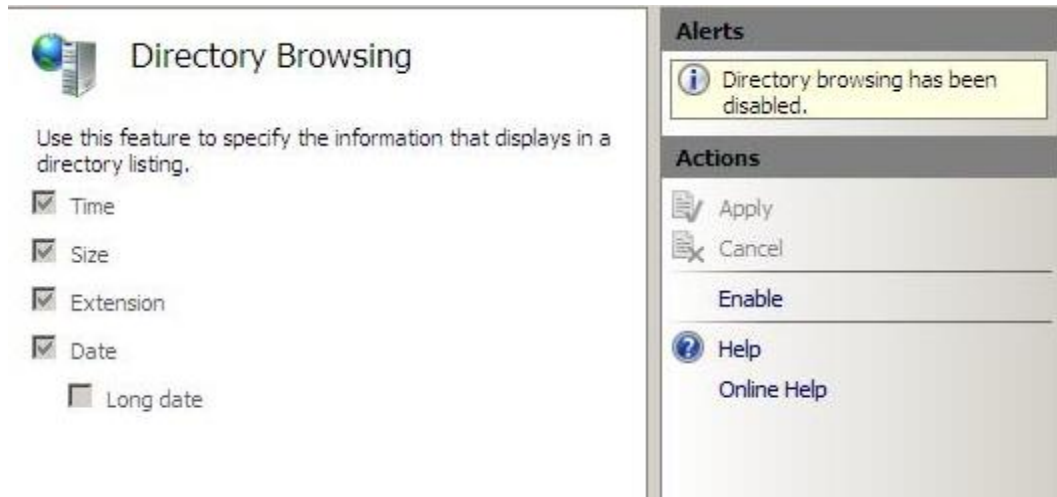 Directory Browsing
Use this feature to specify the information that displays in a
directory listing.
Time
Size
Extension
Date
Long date
Alerts
Directory browsing has been
disabled.
Actions
Apply
Cancel
Enable
Help
Online Help